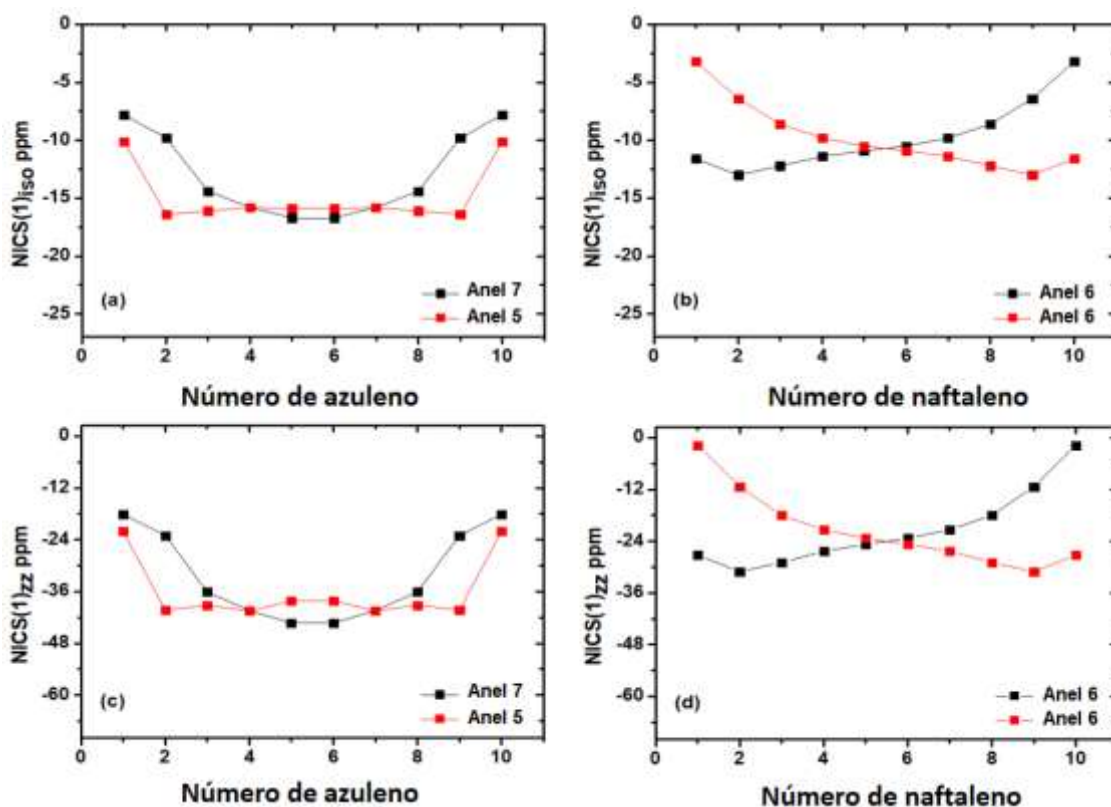 0
-5
-10
-15
-20
-25
NICS(1)iso ppm
(a)
Anel 7
Anel 5
0 2 4 6 8 10
Número de azuleno
0
-5
-10
-15
-20
-25
NICS(1)iso ppm
(b)
Anel 6
Anel 6
0 2 4 6 8 10
Número de naftaleno
0
-12
-24
-36
-48
-60
NICS(1)ZZ ppm
(c)
Anel 7
Anel 5
0 2 4 6 8 10
Número de azuleno
0
-12
-24
-36
-48
-60
NICS(1)ZZ ppm
(d)
Anel 6
Anel 6
0 2 4 6 8 10
Número de naftaleno